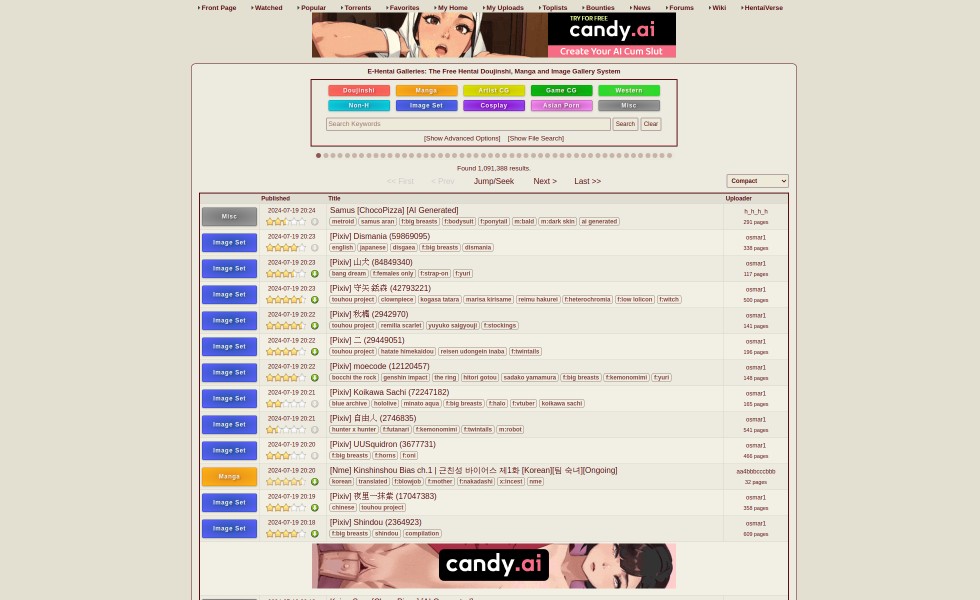 Front Page Watched Popular Torrents Favorites My Home My Uploads Toplists Bounties News Forums Wiki HentaiVerse
TRY FOR FREE
candy.ai
Create Your AI Cum Slut
E-Hentai Galleries: The Free Hentai Doujinshi, Manga and Image Gallery System
Doujinshi Manga Artist CG Game CG Western
Non-H Image Set Cosplay Asian Porn Misc
Search Keywords Search Clear
[Show Advanced Options] [Show File Search]
Found 1,091,388 results.
<< First < Prev Jump/Seek Next > Last >> Compact
Published Title Uploader
Misc 2024-07-19 20:24 Samus [ChocoPizza] [AI Generated] h_h_h_h
metroid samus aran f:big breasts f:bodysuit f:ponytail m:bald m:dark skin ai generated 291 pages
Image Set 2024-07-19 20:23 [Pixiv] Dismania (59869095) osmar1
english japanese disgaea f:big breasts dismania 338 pages
Image Set 2024-07-19 20:23 [Pixiv] 山犬 (84849340) osmar1
bang dream f:females only f:strap-on f:yuri 117 pages
Image Set 2024-07-19 20:23 [Pixiv] 守矢 (42793221) osmar1
touhou project clownpiece kogasa tatara marisa kirisame reimu hakurei f:heterochromia f:low lolicon f:witch 500 pages
Image Set 2024-07-19 20:22 [Pixiv] (2942970) osmar1
touhou project remilia scarlet yuyuko saigyouji f:stockings 141 pages
Image Set 2024-07-19 20:22 [Pixiv] 二 (29449051) osmar1
touhou project hatate himekaidou reisen udongein inaba f:twintails 196 pages
Image Set 2024-07-19 20:22 [Pixiv] moecode (12120457) osmar1
bocchi the rock genshin impact the ring hitori gotou sadako yamamura f:big breasts f:kemonomimi f:yuri 148 pages
Image Set 2024-07-19 20:21 [Pixiv] Koikawa Sachi (72247182) osmar1
blue archive hololive minato aqua f:big breasts f:halo f:vtuber koikawa sachi 165 pages
Image Set 2024-07-19 20:21 [Pixiv] 自由人 (2746835) osmar1
hunter x hunter f:futanari f:kemonomimi f:twintails m:robot 541 pages
Image Set 2024-07-19 20:20 [Pixiv] UUSquidron (3677731) osmar1
f:big breasts f:horns f:oni 466 pages
Manga 2024-07-19 20:20 [Nme] Kinshinshou Bias ch.1 | 근친성 바이어스 제1화 [Korean][팀 숙녀][Ongoing] aa4bbbcccbbb
korean translated f:blowjob f:mother f:nakadashi x:incest nme 32 pages
Image Set 2024-07-19 20:19 [Pixiv] 夜里一抹紫 (17047383) osmar1
chinese touhou project 358 pages
Image Set 2024-07-19 20:18 [Pixiv] Shindou (2364923) osmar1
f:big breasts shindou compilation 609 pages
candy.ai